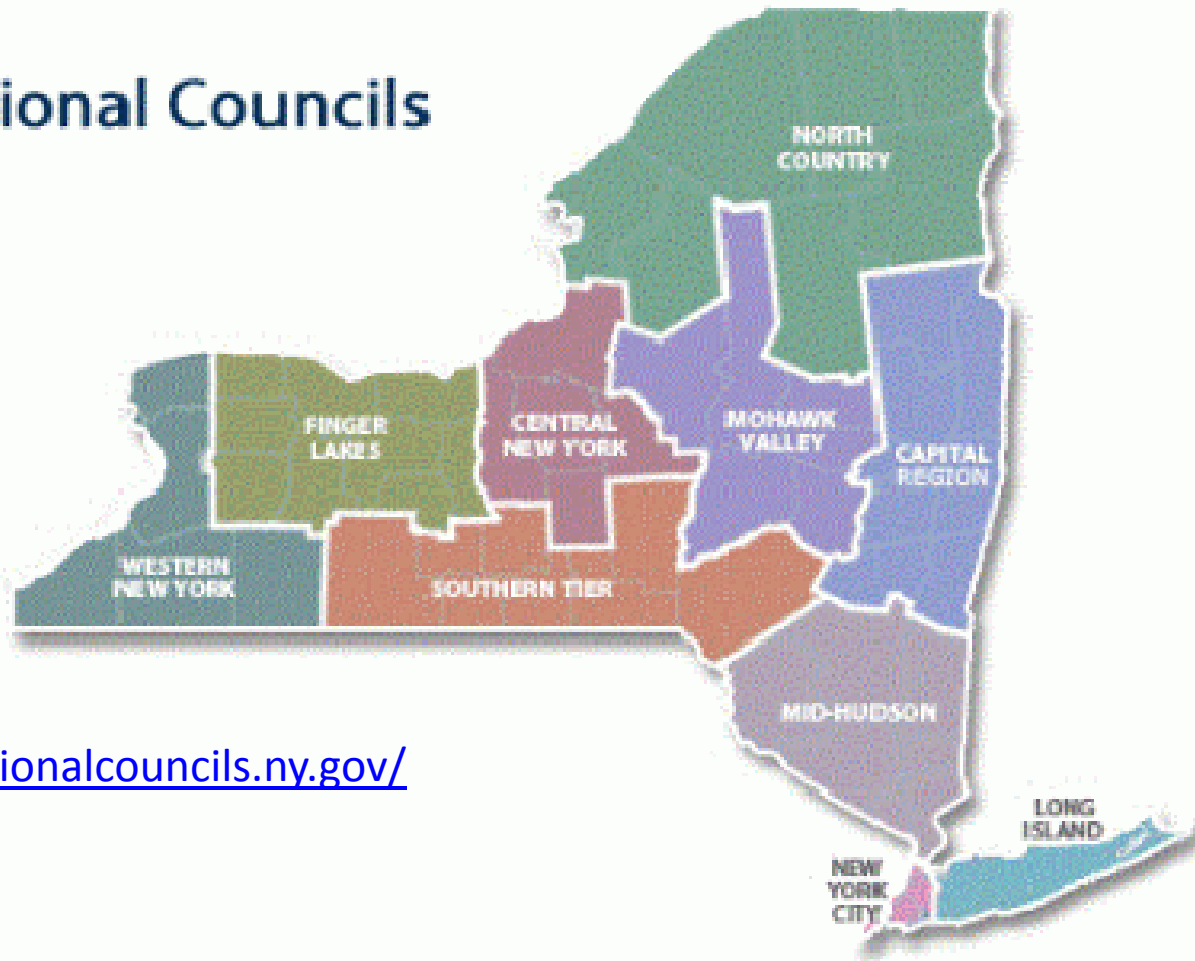 ional Councils
NORTH
COUNTRY
FINGER
LAKES
CENTRAL
NEW YORK
MOHAWK
VALLEY
CAPITAL
REGION
WESTERN
NEW YORK
SOUTHERN TIER
MID-HUDSON
ionalcouncils.ny.gov/
LONG
ISLAND
NEW
YORK
CITY